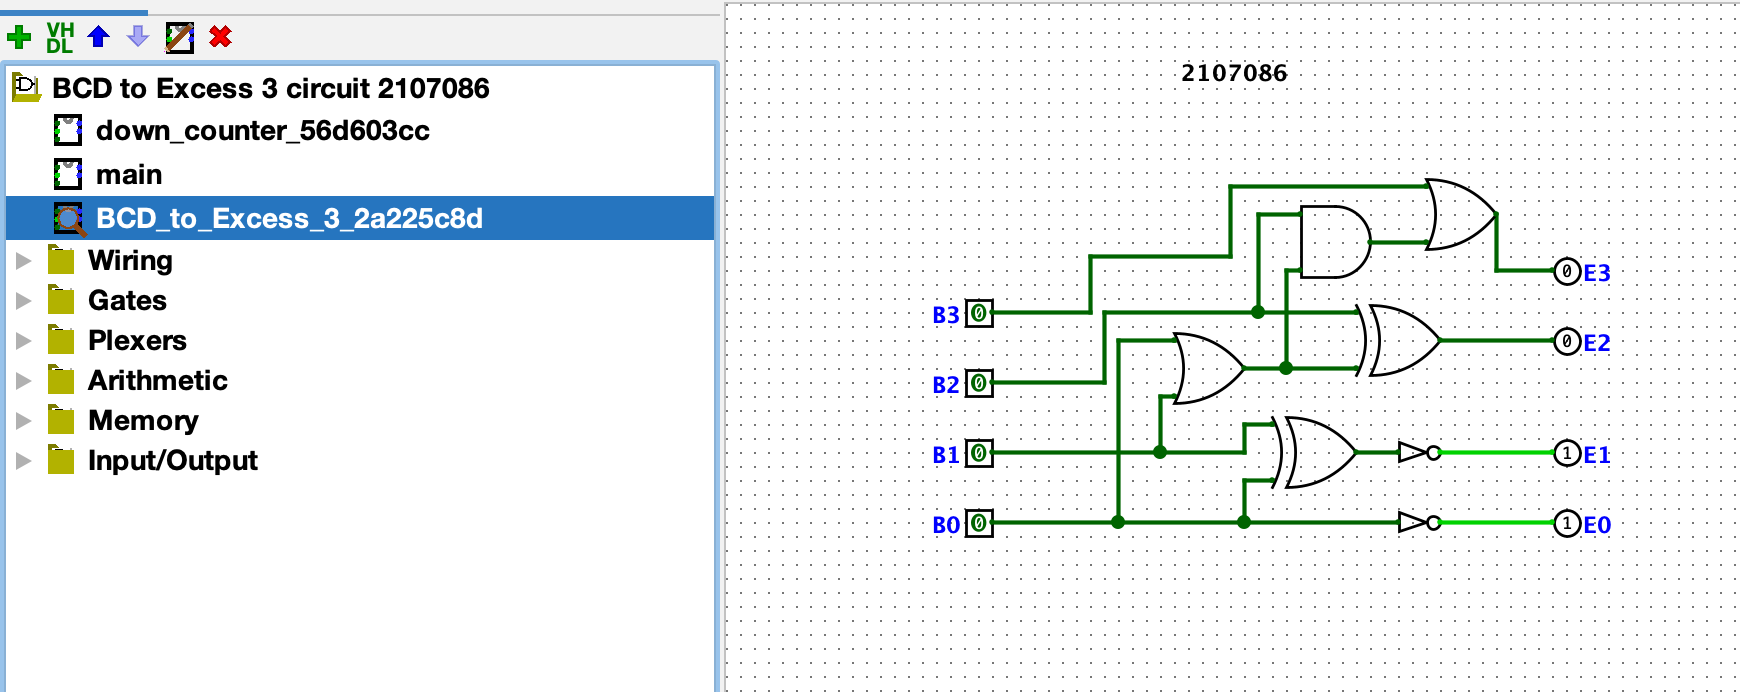 VH
DL
BCD to Excess 3 circuit 2107086
down_counter_56d603cc
main
BCD_to_Excess_3_2a225c8d
Wiring
Gates
Plexers
Arithmetic
Memory
Input/Output
2107086
0 E3
B3 0
0 E2
B2 0
B1 0
1 E1
B0 0
1 E0